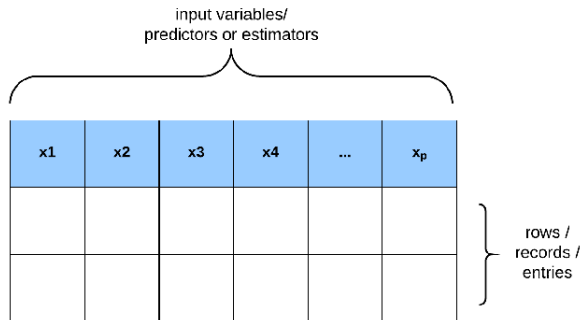 input variables/
predictors or estimators
x1 x2 x3 x4 ... xₚ
rows /
records /
entries